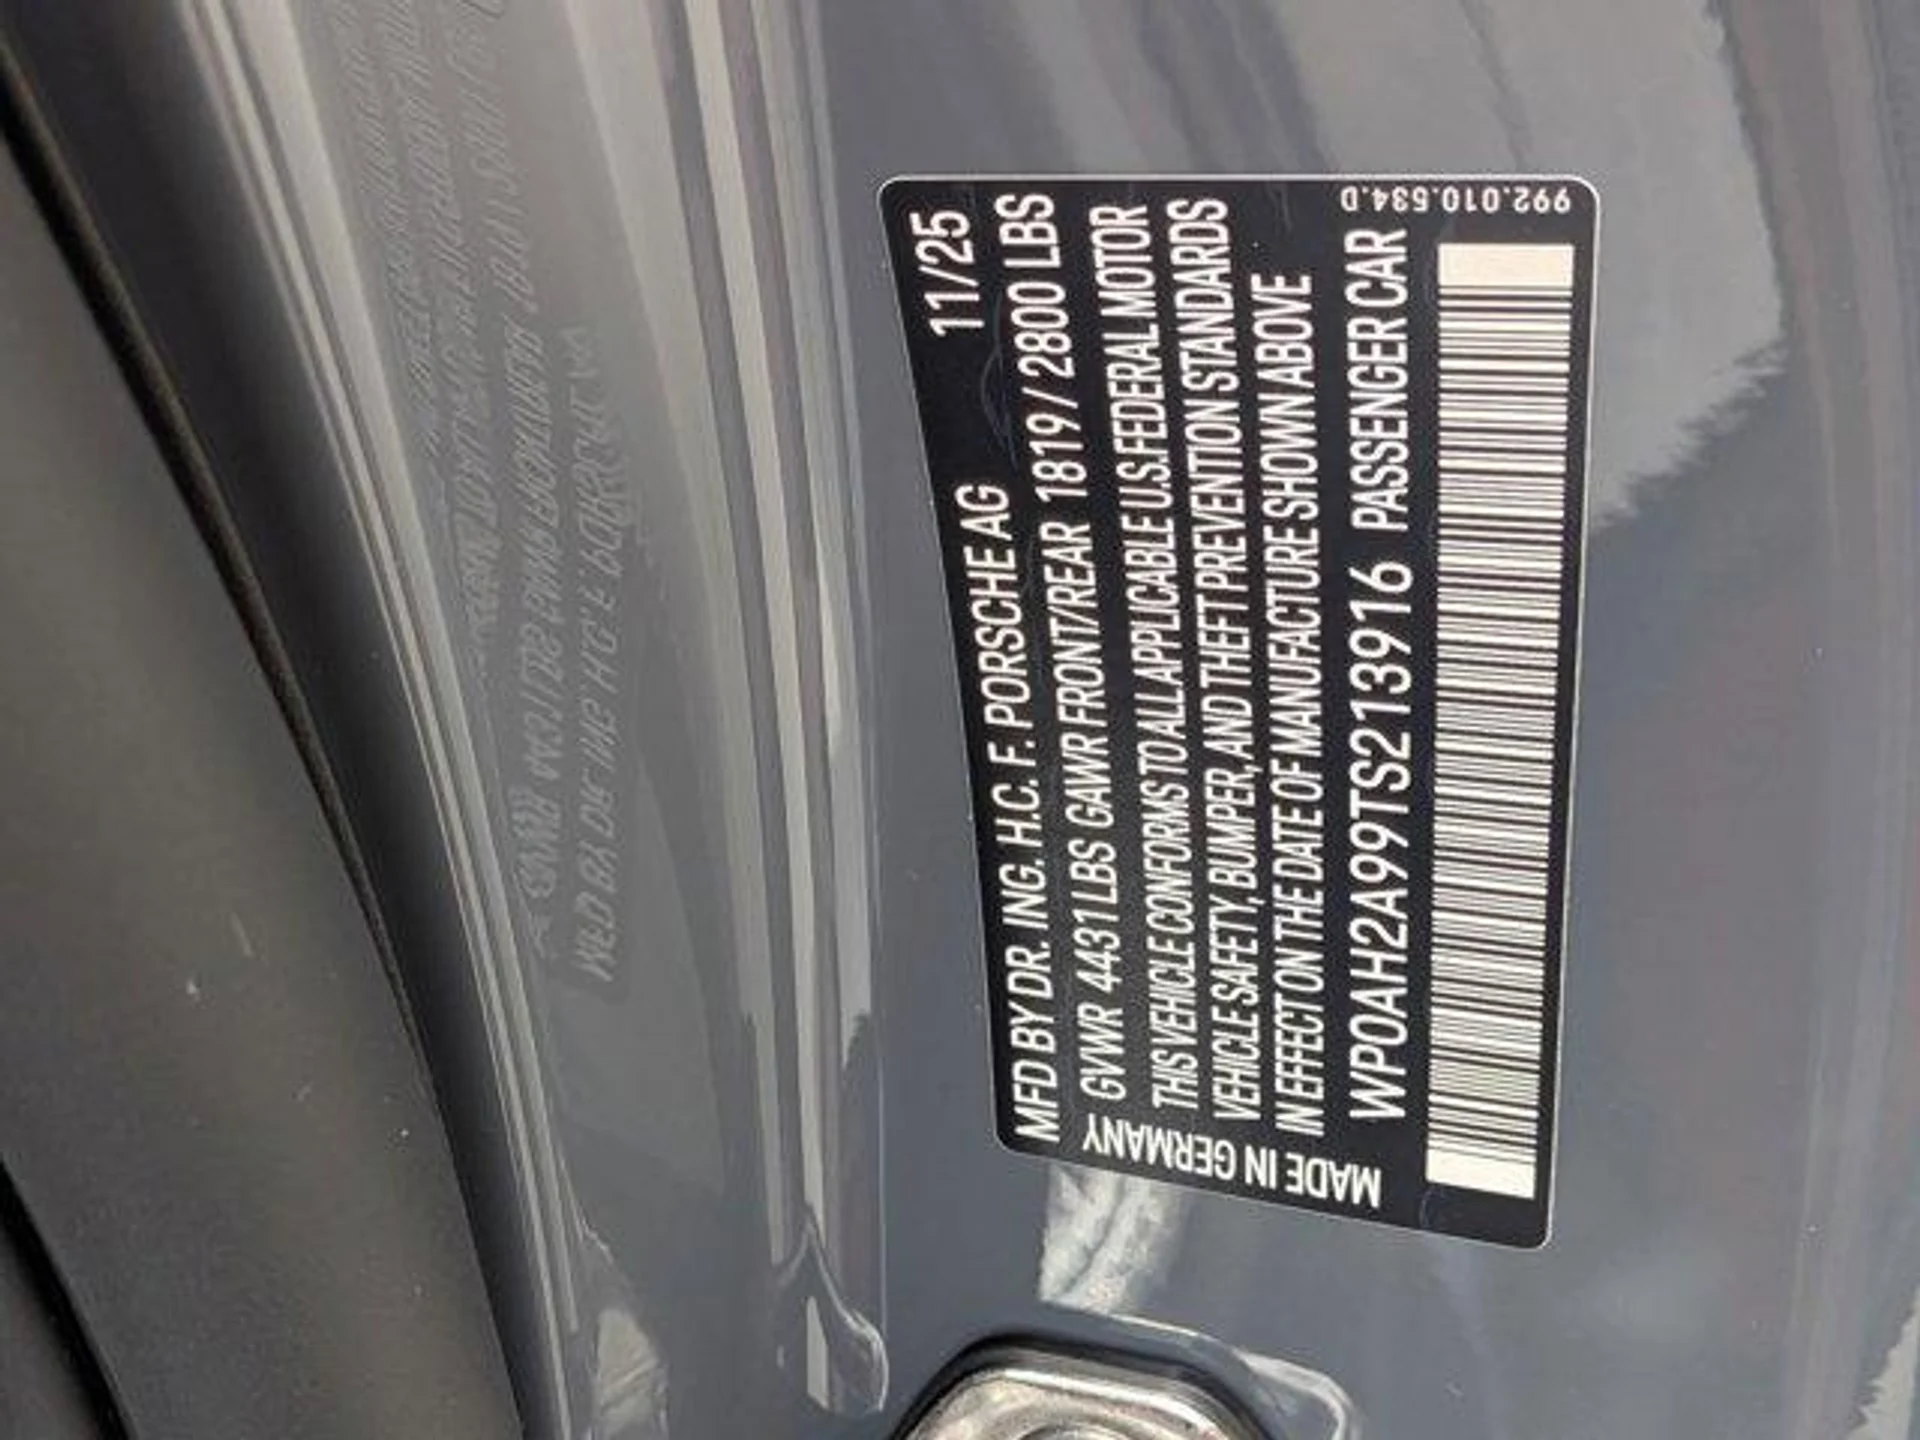 MFD BY DR. ING. H.C. F. PORSCHE AG 11/25
GVWR 4431 LBS GAWR FRONT/REAR 1819 / 2800 LBS
THIS VEHICLE CONFORMS TO ALL APPLICABLE U.S. FEDERAL MOTOR
VEHICLE SAFETY, BUMPER, AND THEFT PREVENTION STANDARDS
IN EFFECT ON THE DATE OF MANUFACTURE SHOWN ABOVE
WP0AH2A99TS213916 PASSENGER CAR
MADE IN GERMANY
992.010.534.D